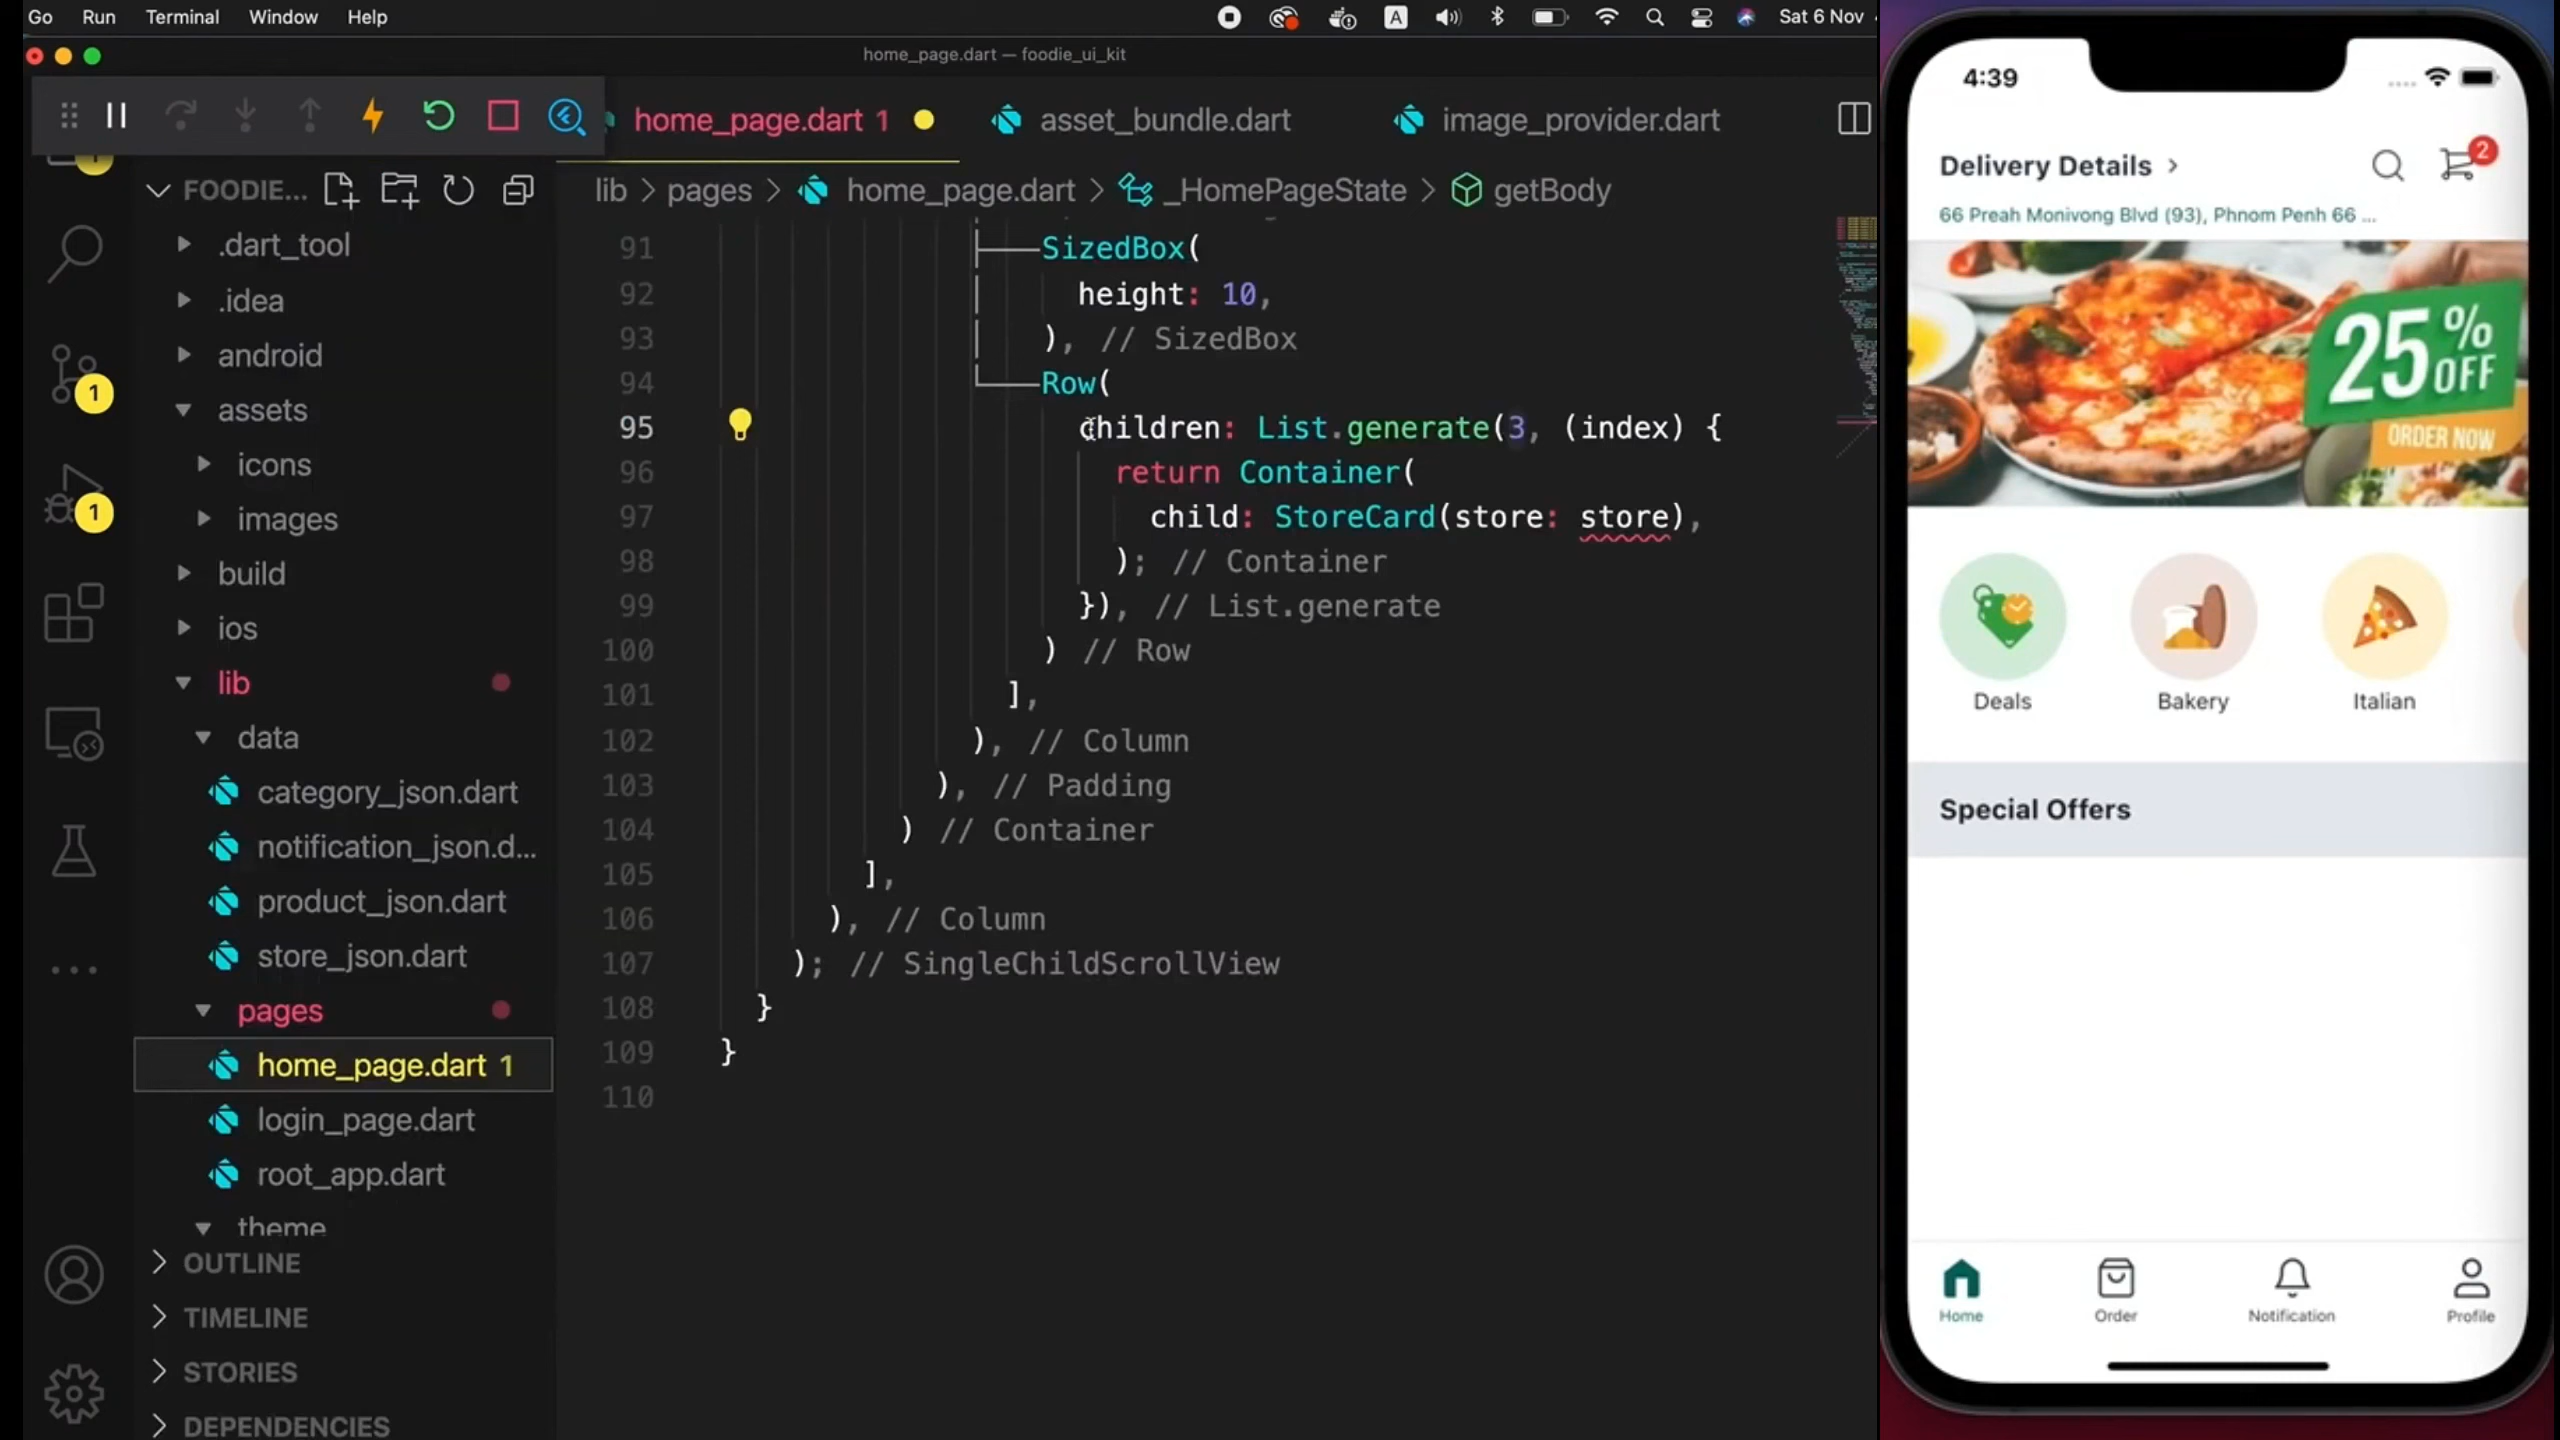 Go Run Terminal Window Help
A
Sat 6 Nov
home_page.dart — foodie_ui_kit
home_page.dart 1
asset_bundle.dart
image_provider.dart
FOODIE...
lib > pages > home_page.dart > _HomePageState > getBody
.dart_tool
.idea
android
assets
icons
images
build
ios
lib
data
category_json.dart
notification_json.d...
product_json.dart
store_json.dart
pages
home_page.dart 1
login_page.dart
root_app.dart
theme
OUTLINE
TIMELINE
STORIES
DEPENDENCIES
1
1
91 SizedBox(
92 height: 10,
93 ), // SizedBox
94 Row(
95 children: List.generate(3, (index) {
96 return Container(
97 child: StoreCard(store: store),
98 ); // Container
99 }), // List.generate
100 ) // Row
101 ],
102 ), // Column
103 ), // Padding
104 ) // Container
105 ],
106 ), // Column
107 ); // SingleChildScrollView
108 }
109 }
110
4:39
Delivery Details >
2
66 Preah Monivong Blvd (93), Phnom Penh 66 ...
25% OFF
ORDER NOW
Deals
Bakery
Italian
Special Offers
Home
Order
Notification
Profile